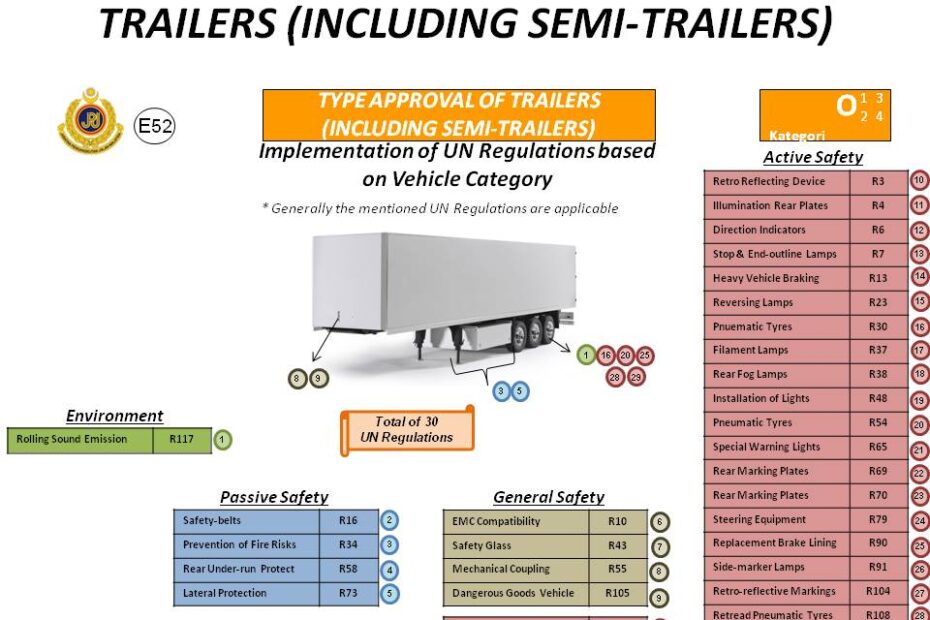 TRAILERS (INCLUDING SEMI-TRAILERS)
JPJ
E52
TYPE APPROVAL OF TRAILERS
(INCLUDING SEMI-TRAILERS)
Implementation of UN Regulations based
on Vehicle Category
* Generally the mentioned UN Regulations are applicable
O 1 3
2 4
Kategori
8 9
3 5
1 16 20 25
28 29
Total of 30
UN Regulations
Environment
Rolling Sound Emission R117 1
Passive Safety
Safety-belts R16 2
Prevention of Fire Risks R34 3
Rear Under-run Protect R58 4
Lateral Protection R73 5
General Safety
EMC Compatibility R10 6
Safety Glass R43 7
Mechanical Coupling R55 8
Dangerous Goods Vehicle R105 9
Active Safety
Retro Reflecting Device R3 10
Illumination Rear Plates R4 11
Direction Indicators R6 12
Stop & End-outline Lamps R7 13
Heavy Vehicle Braking R13 14
Reversing Lamps R23 15
Pnuematic Tyres R30 16
Filament Lamps R37 17
Rear Fog Lamps R38 18
Installation of Lights R48 19
Pneumatic Tyres R54 20
Special Warning Lights R65 21
Rear Marking Plates R69 22
Rear Marking Plates R70 23
Steering Equipment R79 24
Replacement Brake Lining R90 25
Side-marker Lamps R91 26
Retro-reflective Markings R104 27
Retread Pneumatic Tyres R108 28